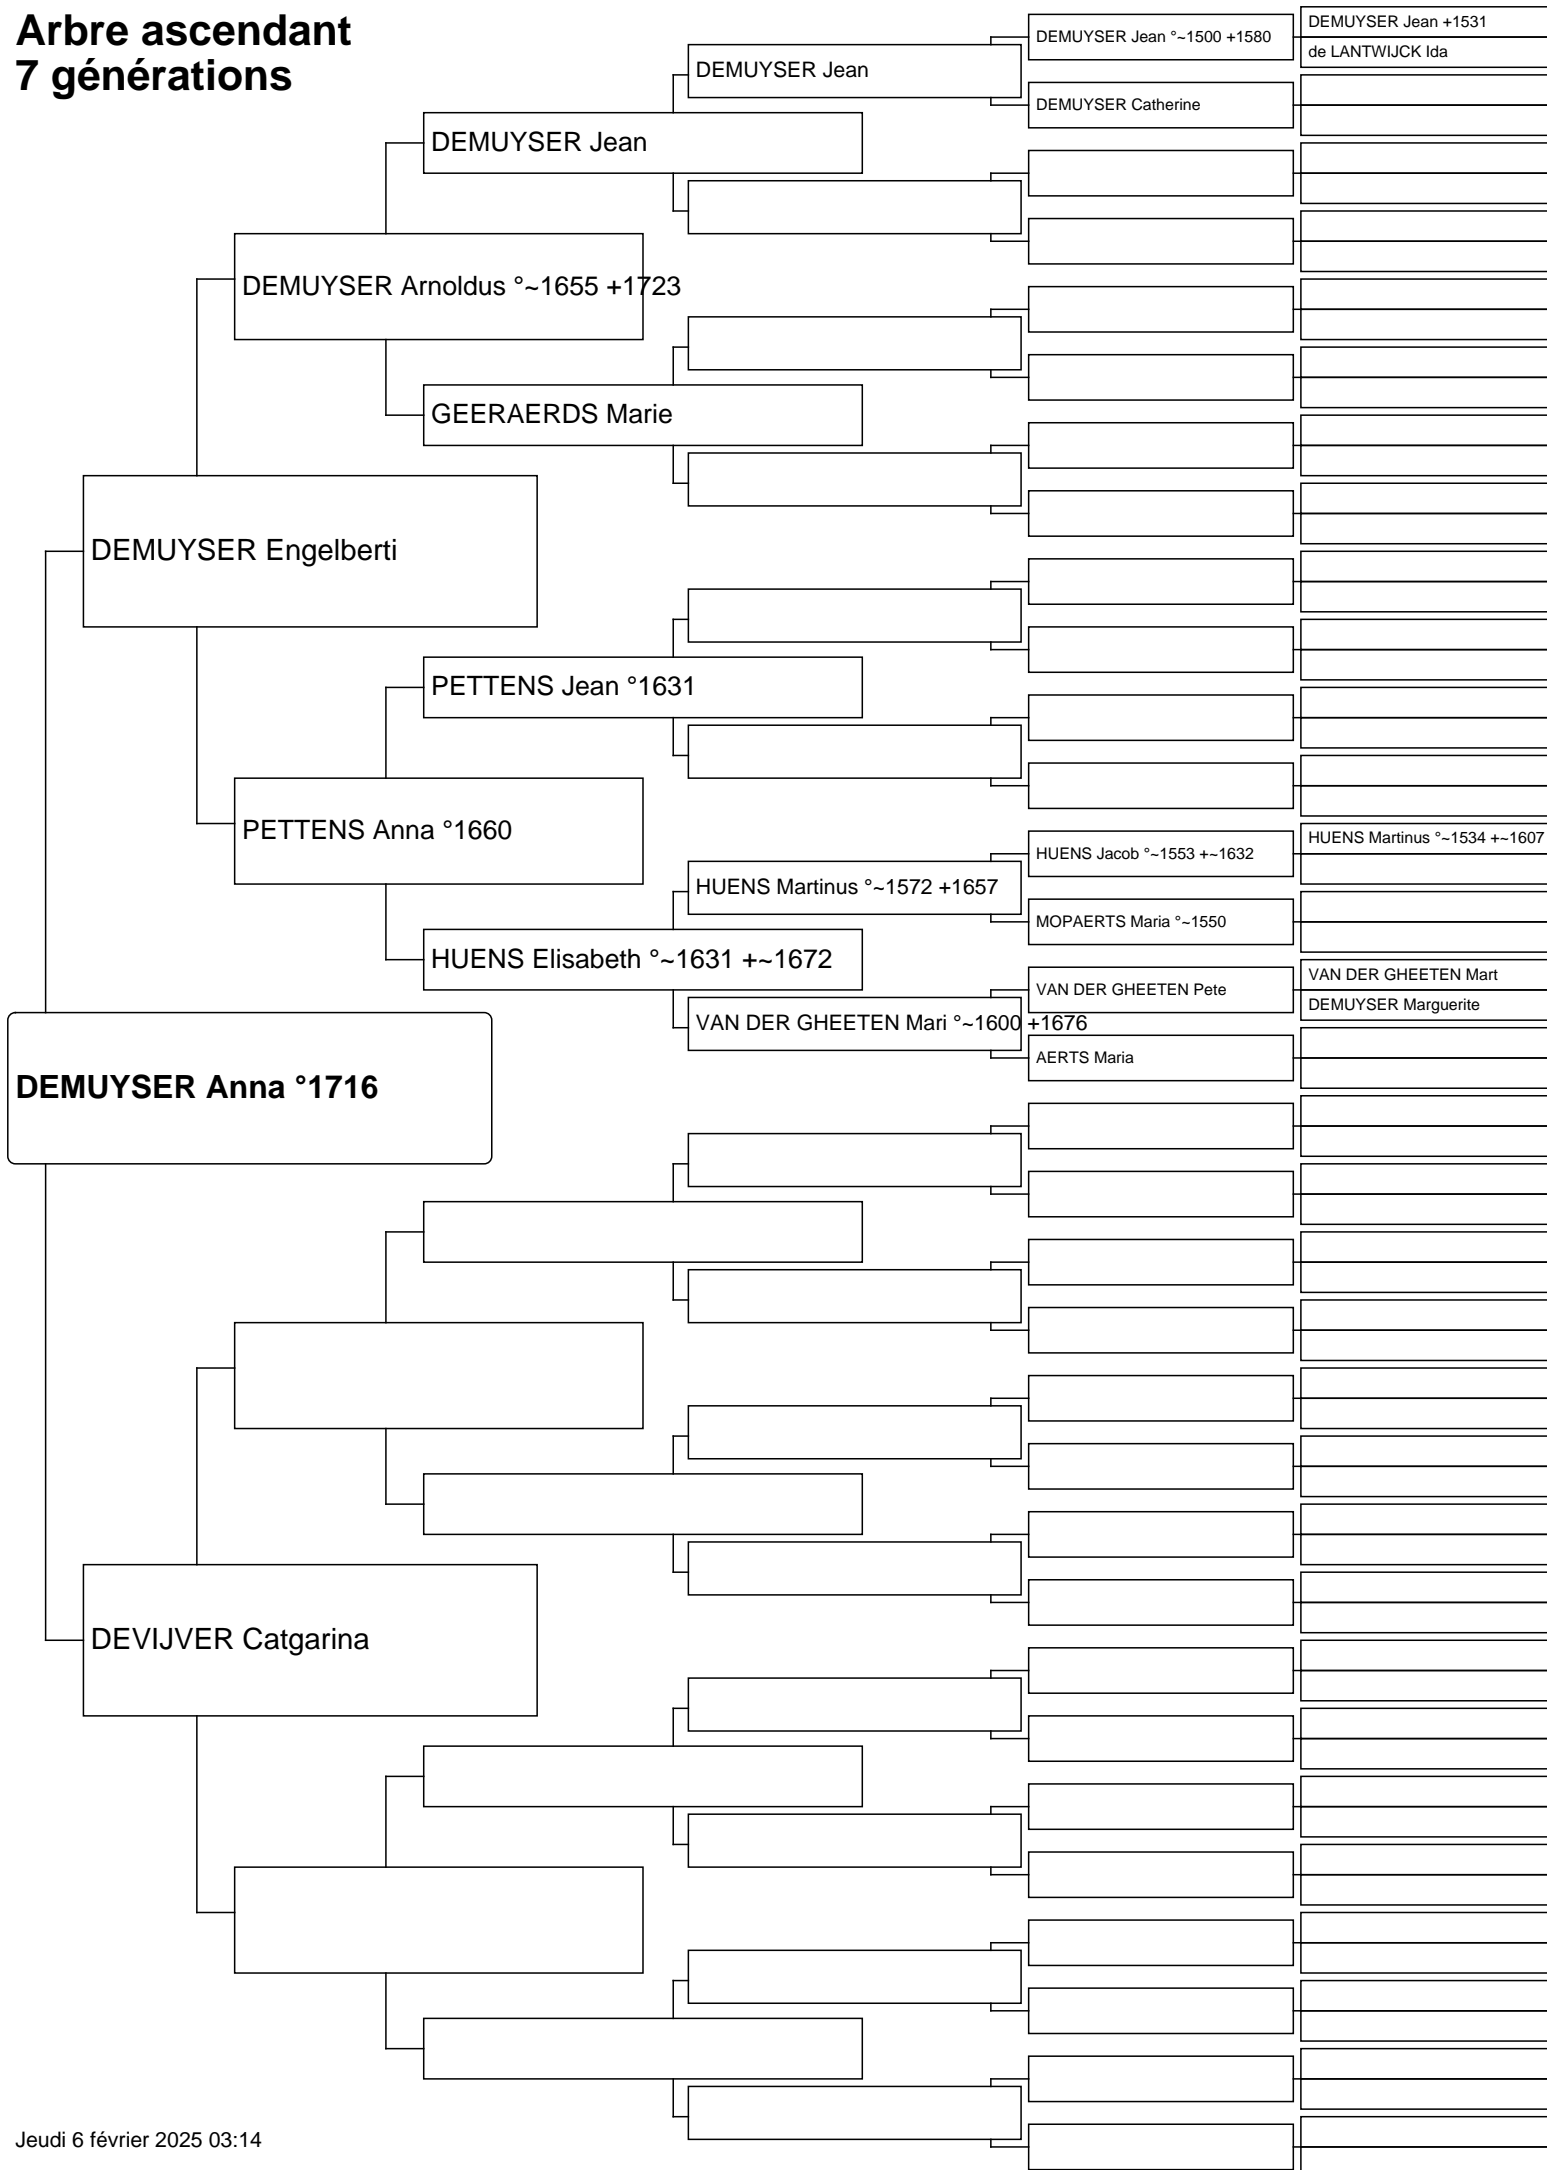 Arbre ascendant
7 générations
DEMUYSER Anna °1716
DEMUYSER Engelberti
DEVIJVER Catgarina
DEMUYSER Arnoldus °~1655 +1723
PETTENS Anna °1660
DEMUYSER Jean
GEERAERDS Marie
PETTENS Jean °1631
HUENS Elisabeth °~1631 +~1672
DEMUYSER Jean
HUENS Martinus °~1572 +1657
VAN DER GHEETEN Mari °~1600 +1676
DEMUYSER Jean °~1500 +1580
DEMUYSER Catherine
HUENS Jacob °~1553 +~1632
MOPAERTS Maria °~1550
VAN DER GHEETEN Pete
AERTS Maria
DEMUYSER Jean +1531
de LANTWIJCK Ida
HUENS Martinus °~1534 +~1607
VAN DER GHEETEN Mart
DEMUYSER Marguerite
Jeudi 6 février 2025 03:14